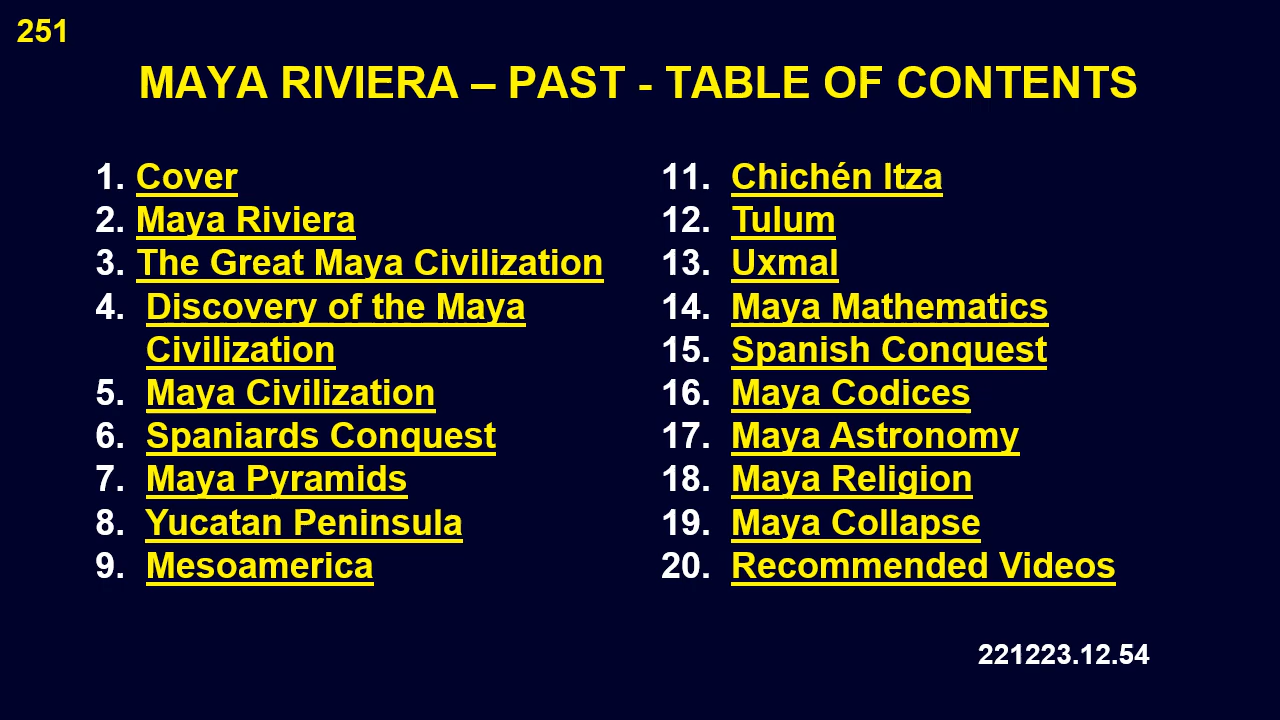 251
MAYA RIVIERA – PAST - TABLE OF CONTENTS
1. Cover
2. Maya Riviera
3. The Great Maya Civilization
4. Discovery of the Maya
Civilization
5. Maya Civilization
6. Spaniards Conquest
7. Maya Pyramids
8. Yucatan Peninsula
9. Mesoamerica
11. Chichén Itza
12. Tulum
13. Uxmal
14. Maya Mathematics
15. Spanish Conquest
16. Maya Codices
17. Maya Astronomy
18. Maya Religion
19. Maya Collapse
20. Recommended Videos
221223.12.54